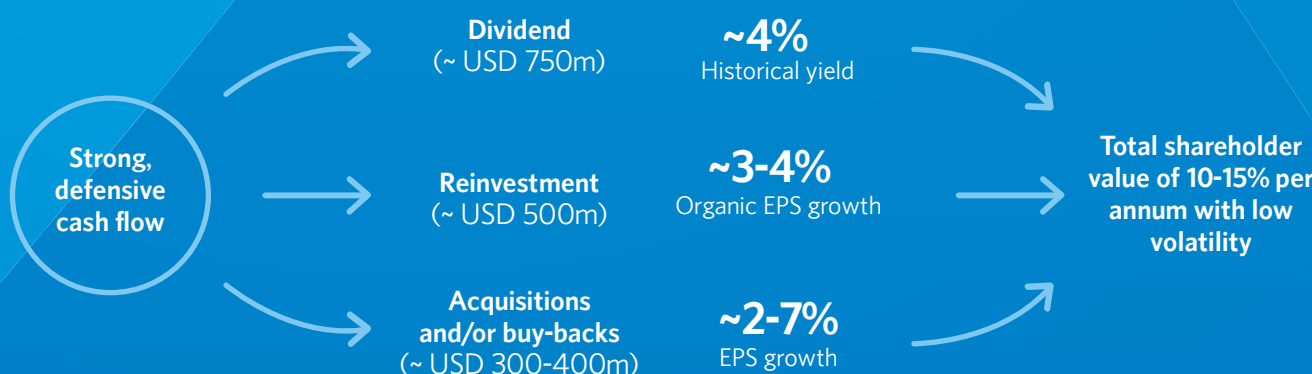 Strong,
defensive
cash flow
Dividend
(~ USD 750m)
~4%
Historical yield
Reinvestment
(~ USD 500m)
~3-4%
Organic EPS growth
Acquisitions
and/or buy-backs
(~ USD 300-400m)
~2-7%
EPS growth
Total shareholder
value of 10-15% per
annum with low
volatility